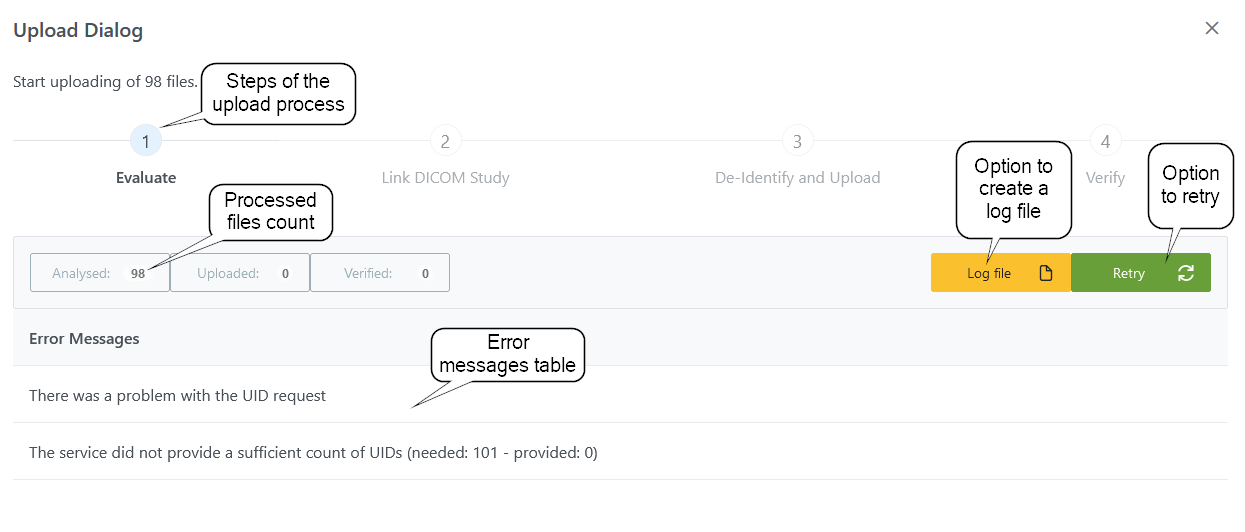 Upload Dialog
Start uploading of 98 files.
Steps of the
upload process
1
2
3
4
Evaluate
Link DICOM Study
De-Identify and Upload
Verify
Option to
create a
log file
Option
to retry
Processed
files count
Analysed: 98
Uploaded: 0
Verified: 0
Log file
Retry
Error Messages
Error
messages table
There was a problem with the UID request
The service did not provide a sufficient count of UIDs (needed: 101 - provided: 0)